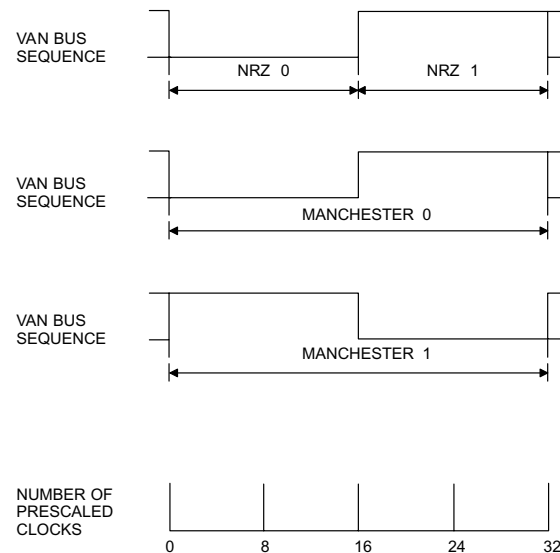 VAN BUS
SEQUENCE
NRZ 0
NRZ 1
VAN BUS
SEQUENCE
MANCHESTER 0
VAN BUS
SEQUENCE
MANCHESTER 1
NUMBER OF
PRESCALED
CLOCKS
0 8 16 24 32